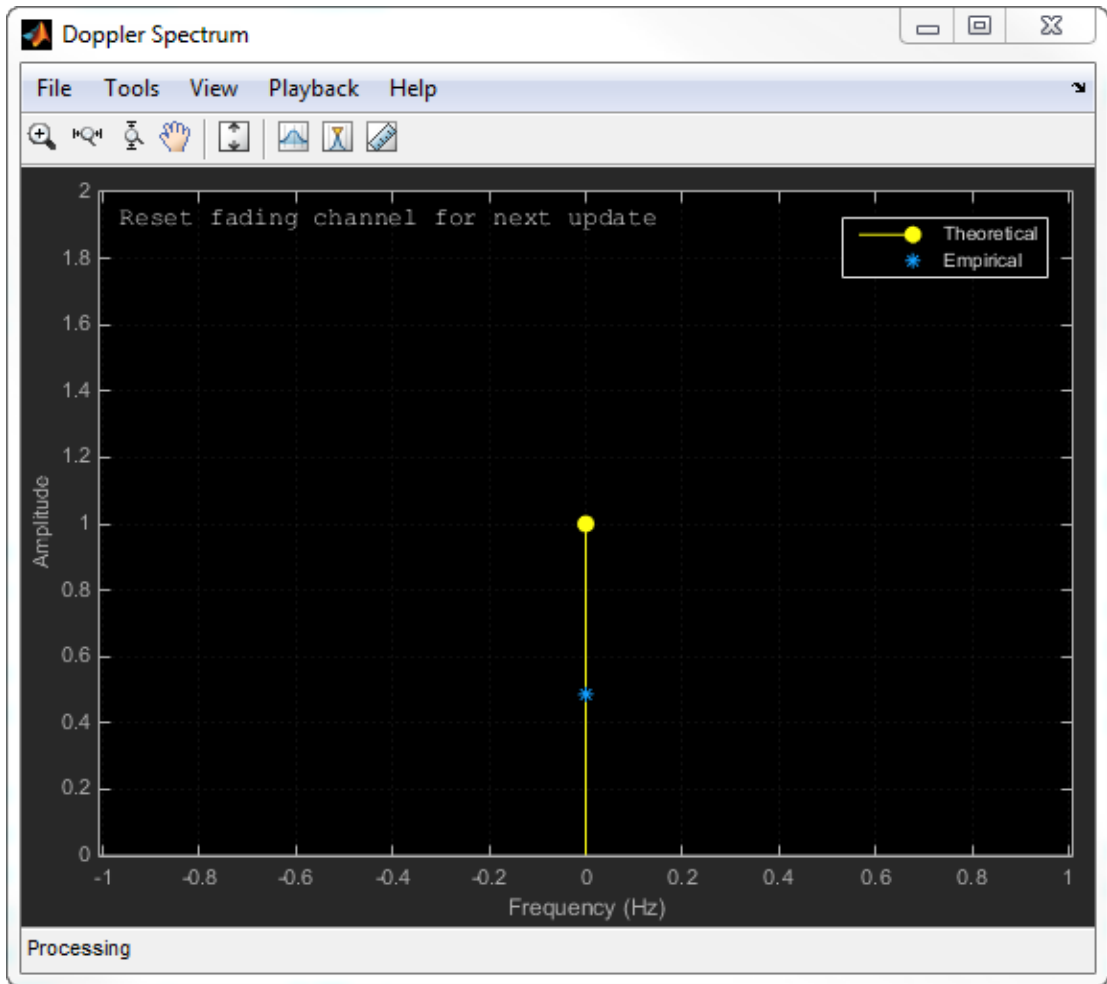 Doppler Spectrum
File Tools View Playback Help
2
Reset fading channel for next update
Theoretical
Empirical
1.8
1.6
1.4
1.2
1
0.8
0.6
0.4
0.2
0
Amplitude
-1 -0.8 -0.6 -0.4 -0.2 0 0.2 0.4 0.6 0.8 1
Frequency (Hz)
Processing